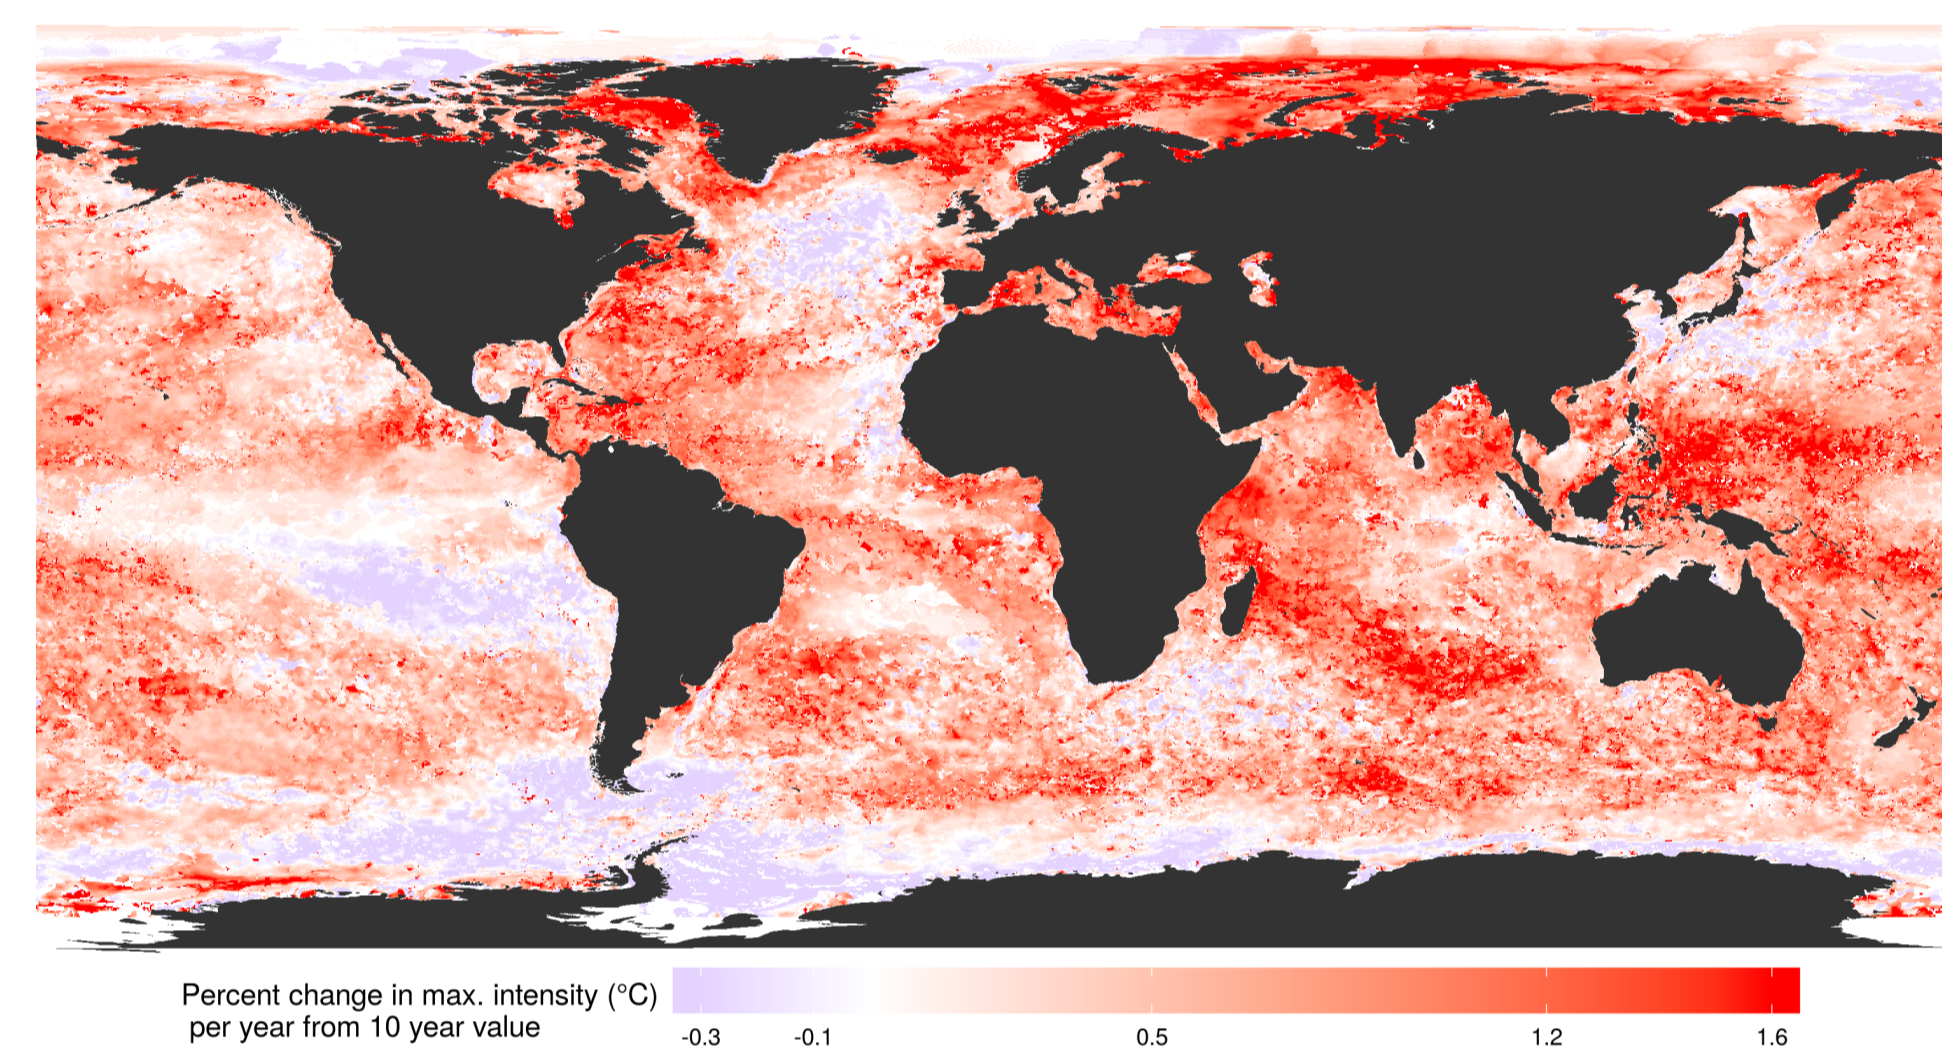 Percent change in max. intensity (°C)
per year from 10 year value
-0.3 -0.1 0.5 1.2 1.6